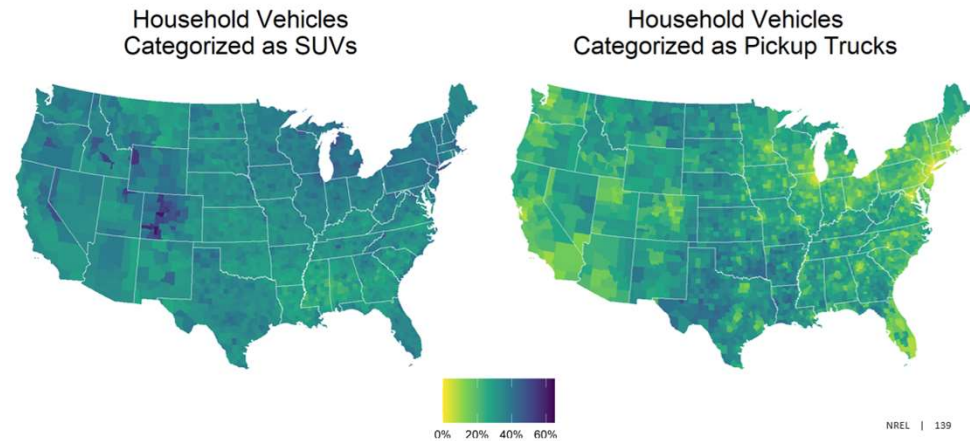 Household Vehicles
Categorized as SUVs
Household Vehicles
Categorized as Pickup Trucks
0% 20% 40% 60%
NREL | 139